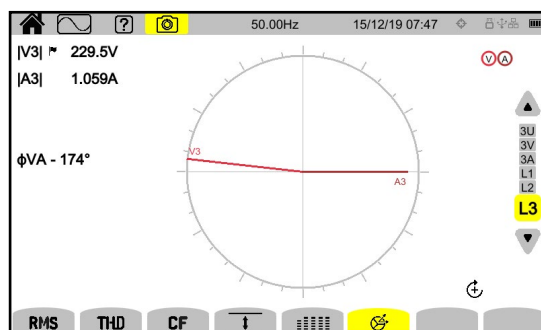 ? 50.00Hz 15/12/19 07:47
|V3| 229.5V
|A3| 1.059A
V A
ɸVA - 174°
V3
A3
3U
3V
3A
L1
L2
L3
RMS THD CF